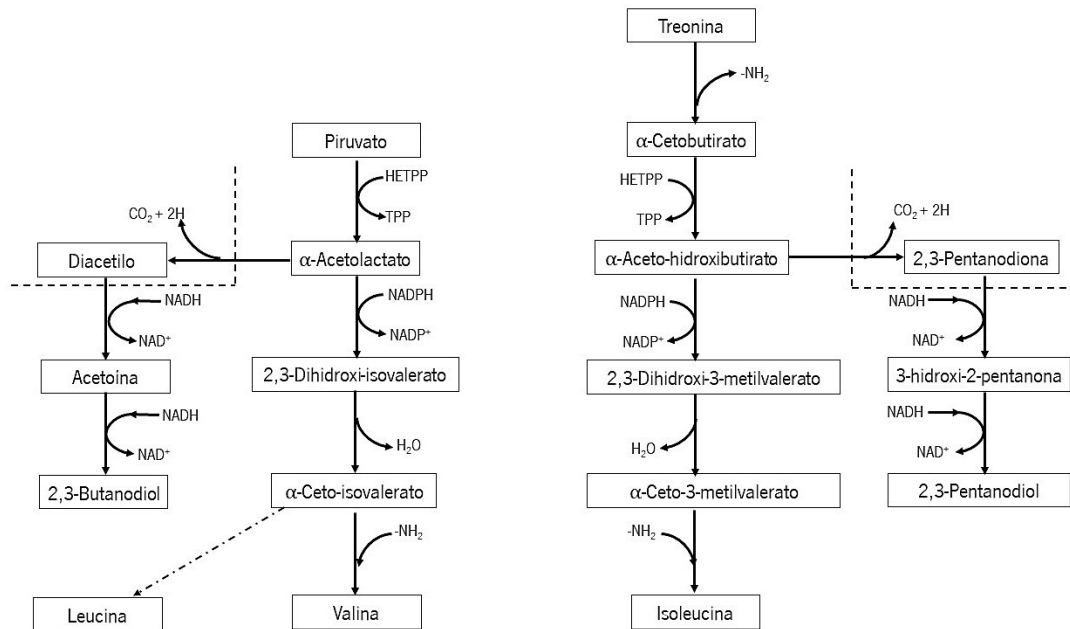 Treonina
-NH₂
α-Cetobutirato
Piruvato
HETPP
TPP
HETPP
TPP
CO₂ + 2H
CO₂ + 2H
Diacetilo
α-Acetolactato
α-Aceto-hidroxibutirato
2,3-Pentanodiona
NADH
NAD⁺
NADPH
NADP⁺
NADPH
NADP⁺
NADH
NAD⁺
Acetoína
2,3-Dihidroxi-isovalerato
2,3-Dihidroxi-3-metilvalerato
3-hidroxi-2-pentanona
NADH
NAD⁺
H₂O
H₂O
NADH
NAD⁺
2,3-Butanodiol
α-Ceto-isovalerato
α-Ceto-3-metilvalerato
2,3-Pentanodiol
-NH₂
-NH₂
Leucina
Valina
Isoleucina